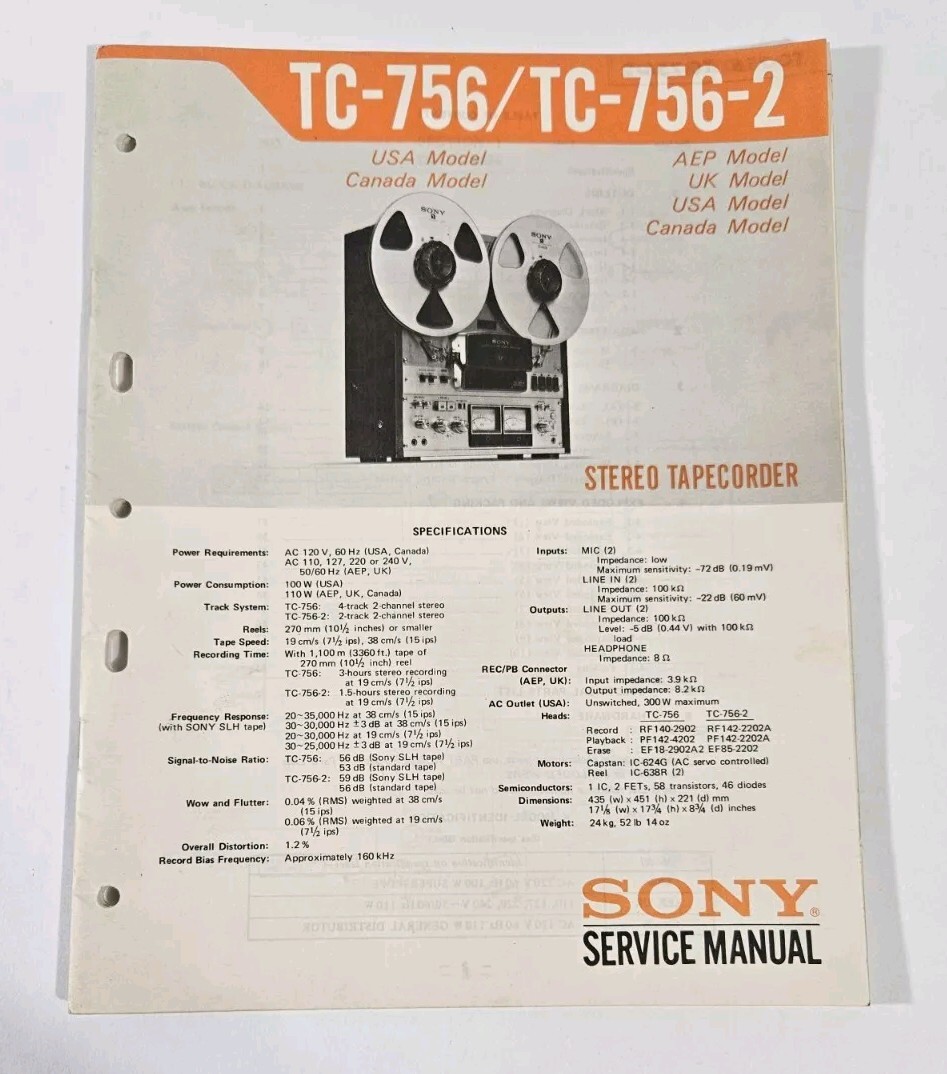 TC-756/TC-756-2
USA Model
Canada Model
AEP Model
UK Model
USA Model
Canada Model
SONY
SONY
SONY
STEREO TAPECORDER
SPECIFICATIONS
Power Requirements: AC 120 V, 60 Hz (USA, Canada)
AC 110, 127, 220 or 240 V,
50/60 Hz (AEP, UK)
Power Consumption: 100 W (USA)
110 W (AEP, UK, Canada)
Track System: TC-756: 4-track 2-channel stereo
TC-756-2: 2-track 2-channel stereo
Reels: 270 mm (10½ inches) or smaller
Tape Speed: 19 cm/s (7½ ips), 38 cm/s (15 ips)
Recording Time: With 1,100 m (3360 ft.) tape of
270 mm (10½ inch) reel
TC-756: 3-hours stereo recording
at 19 cm/s (7½ ips)
TC-756-2: 1.5-hours stereo recording
at 19 cm/s (7½ ips)
Frequency Response: 20~35,000 Hz at 38 cm/s (15 ips)
(with SONY SLH tape) 30~30,000 Hz ±3 dB at 38 cm/s (15 ips)
20~30,000 Hz at 19 cm/s (7½ ips)
30~25,000 Hz ±3 dB at 19 cm/s (7½ ips)
Signal-to-Noise Ratio: TC-756: 56 dB (Sony SLH tape)
53 dB (standard tape)
TC-756-2: 59 dB (Sony SLH tape)
56 dB (standard tape)
Wow and Flutter: 0.04 % (RMS) weighted at 38 cm/s
(15 ips)
0.06 % (RMS) weighted at 19 cm/s
(7½ ips)
Overall Distortion: 1.2 %
Record Bias Frequency: Approximately 160 kHz
Inputs: MIC (2)
Impedance: low
Maximum sensitivity: -72 dB (0.19 mV)
LINE IN (2)
Impedance: 100 kΩ
Maximum sensitivity: -22 dB (60 mV)
Outputs: LINE OUT (2)
Impedance: 100 kΩ
Level: -5 dB (0.44 V) with 100 kΩ
load
HEADPHONE
Impedance: 8 Ω
REC/PB Connector
(AEP, UK): Input impedance: 3.9 kΩ
Output impedance: 8.2 kΩ
AC Outlet (USA): Unswitched, 300 W maximum
Heads: TC-756 TC-756-2
Record : RF140-2902 RF142-2202A
Playback : PF142-4202 PF142-2202A
Erase : EF18-2902A2 EF85-2202
Motors: Capstan: IC-624G (AC servo controlled)
Reel IC-638R (2)
Semiconductors: 1 IC, 2 FETs, 58 transistors, 46 diodes
Dimensions: 435 (w) x 451 (h) x 221 (d) mm
17⅛ (w) x 17¾ (h) x 8¾ (d) inches
Weight: 24 kg, 52 lb 14 oz
SONY®
SERVICE MANUAL